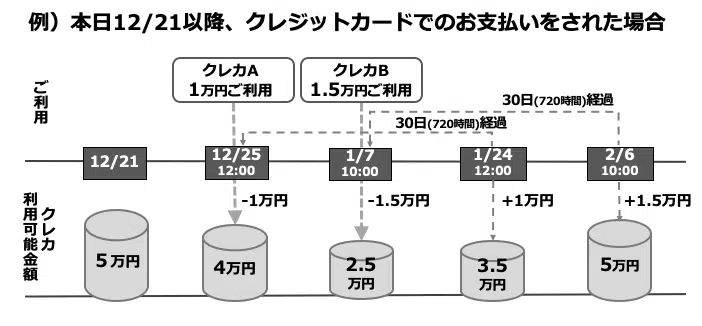 例）本日12/21以降、クレジットカードでのお支払いをされた場合
ご利用
クレカA
1万円ご利用
クレカB
1.5万円ご利用
30日(720時間)経過
30日(720時間)経過
12/21
12/25
12:00
1/7
10:00
1/24
12:00
2/6
10:00
クレカ
利用可能金額
-1万円
-1.5万円
+1万円
+1.5万円
5万円
4万円
2.5
万円
3.5
万円
5万円